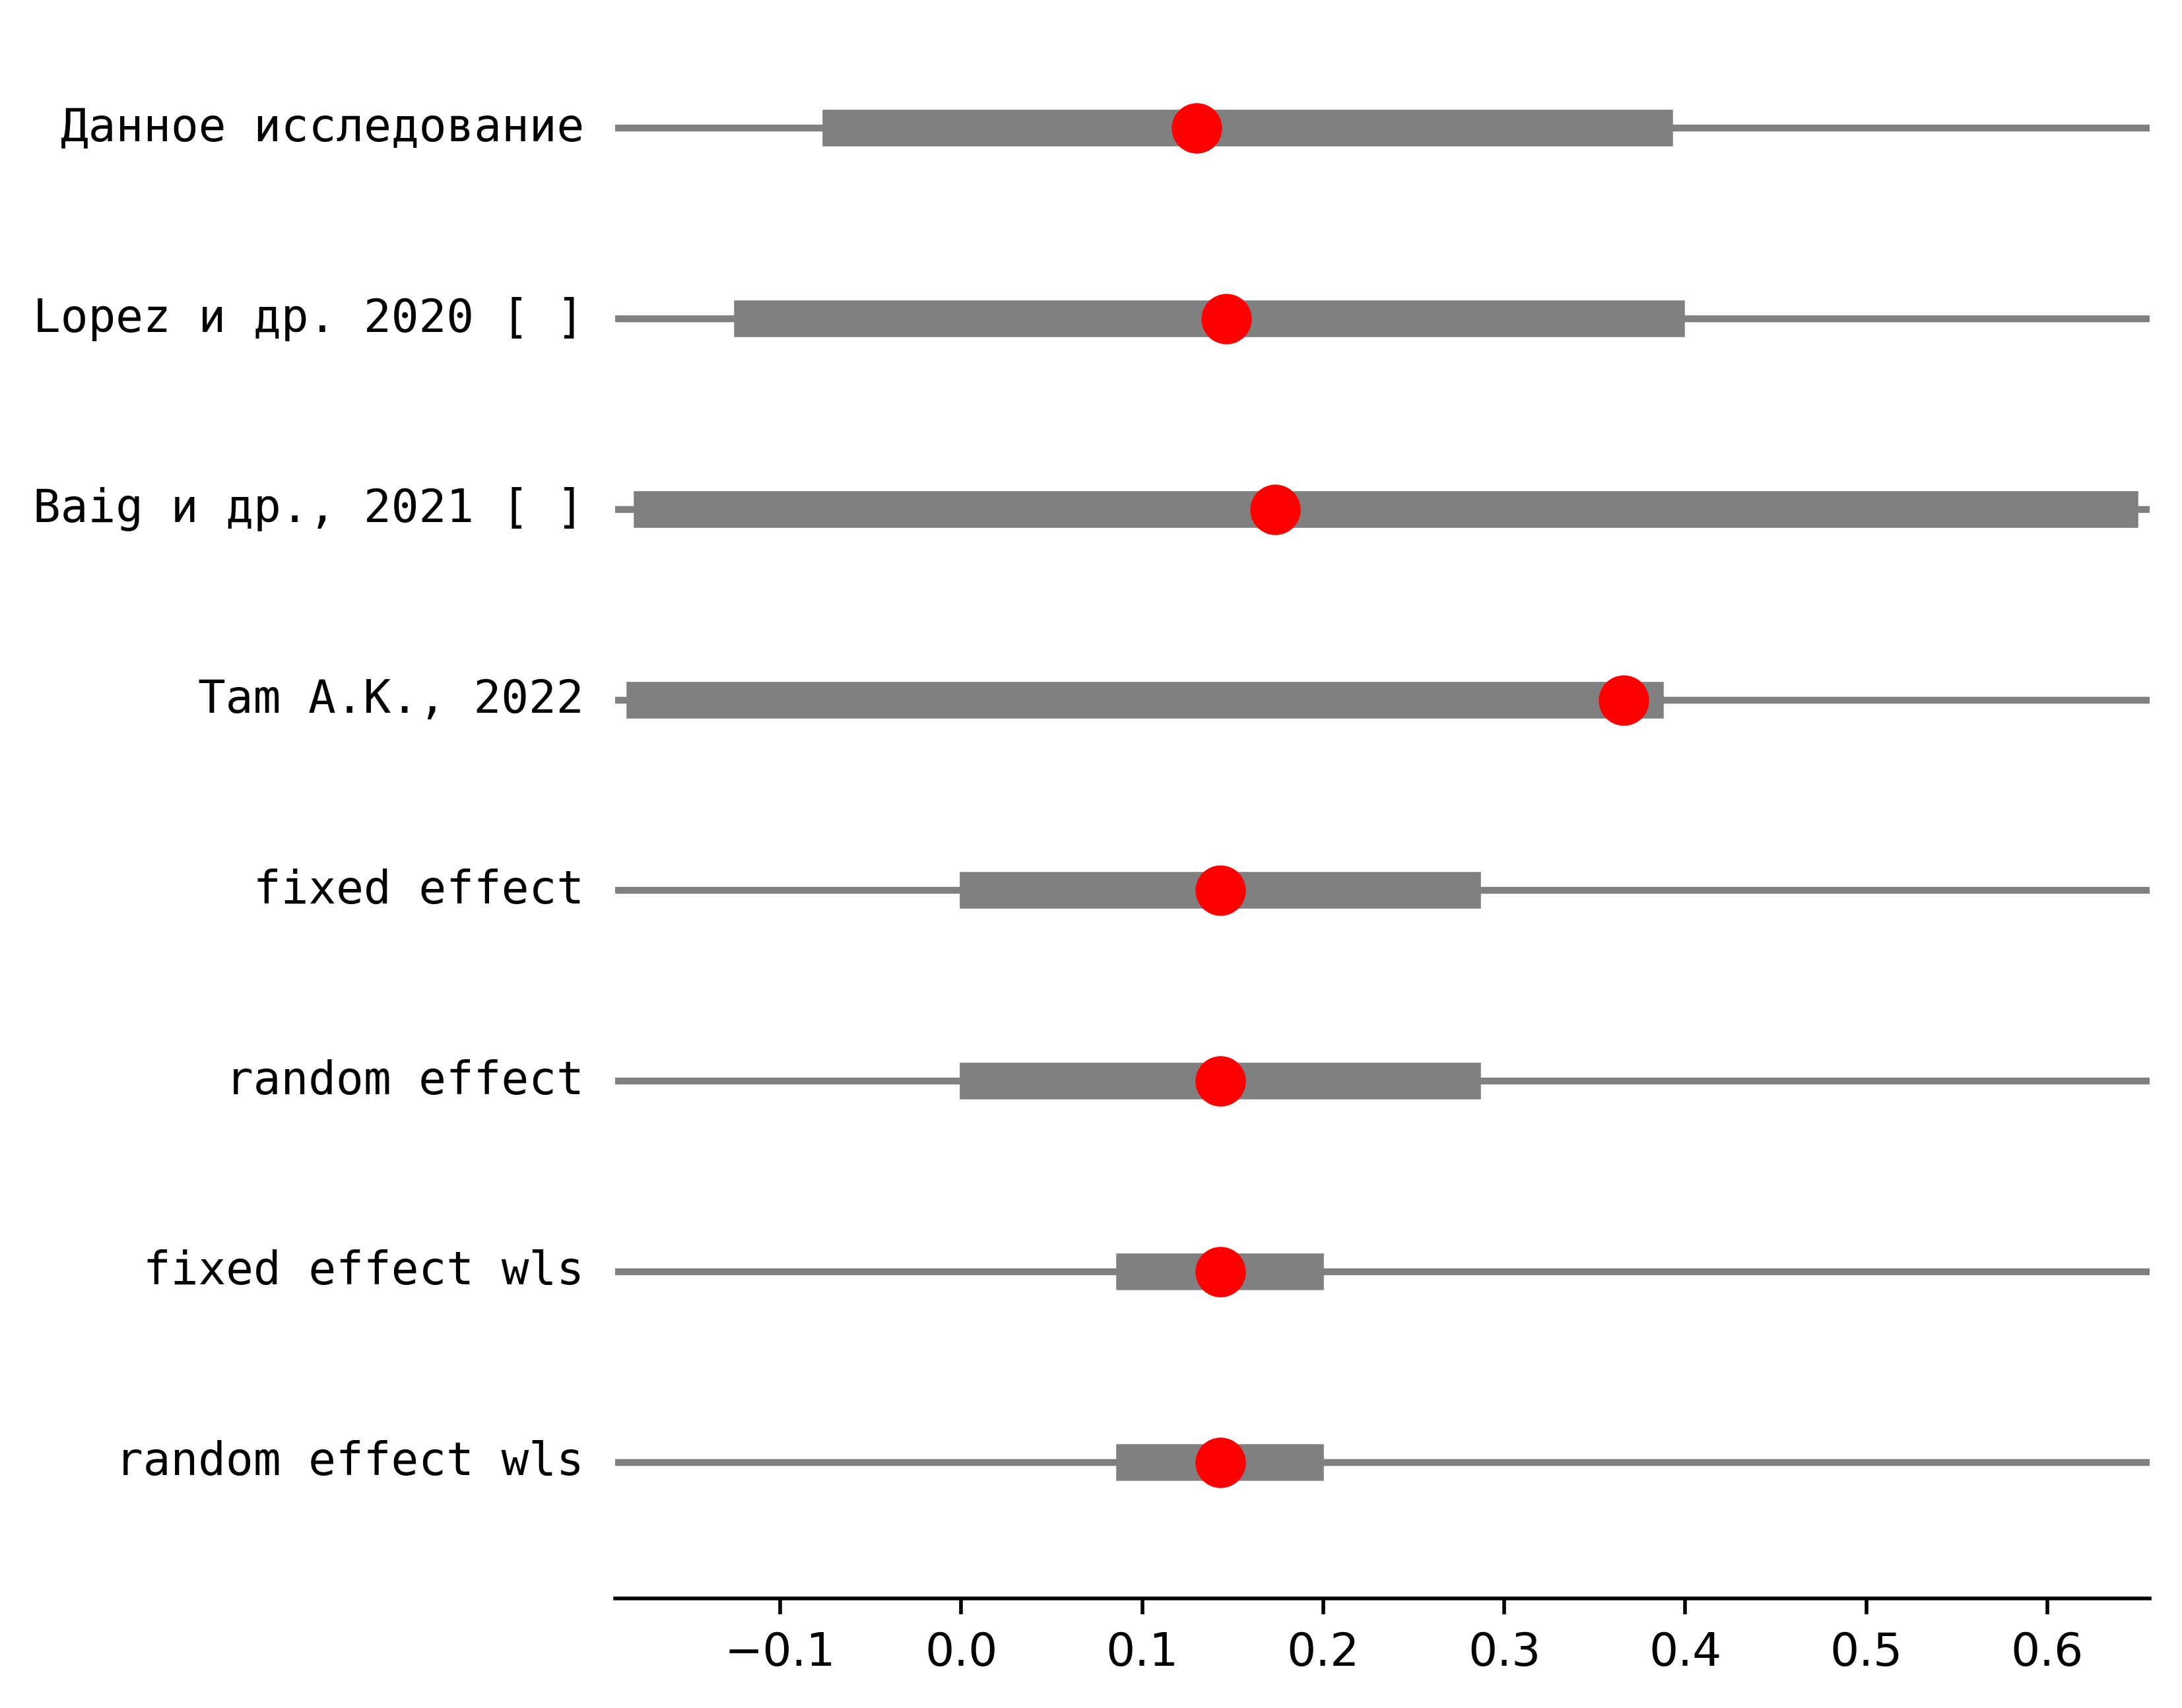 Данное исследование
Lopez и др. 2020 [ ]
Baig и др., 2021 [ ]
Tam A.K., 2022
fixed effect
random effect
fixed effect wls
random effect wls
−0.1 0.0 0.1 0.2 0.3 0.4 0.5 0.6